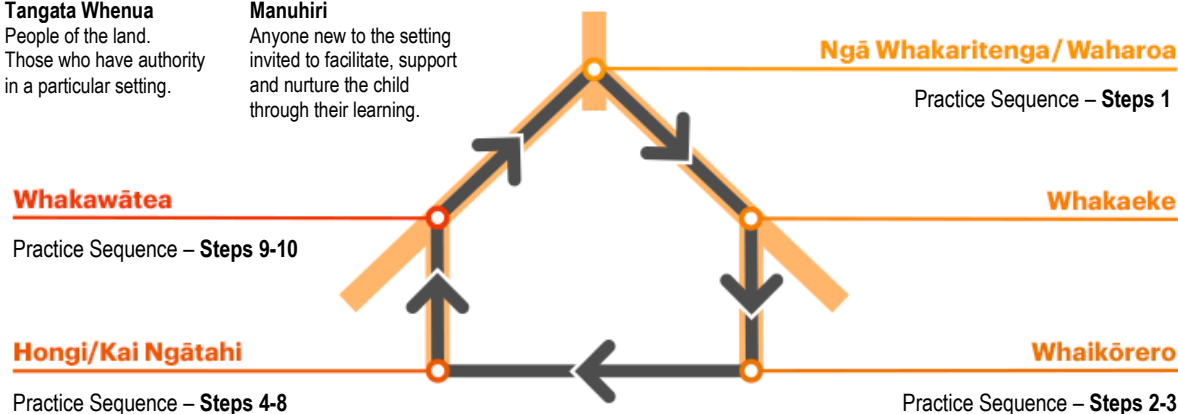 Tangata Whenua
People of the land.
Those who have authority
in a particular setting.
Manuhiri
Anyone new to the setting
invited to facilitate, support
and nurture the child
through their learning.
Ngā Whakaritenga/ Waharoa
Practice Sequence – Steps 1
Whakawātea
Practice Sequence – Steps 9-10
Whakaeke
Hongi/Kai Ngātahi
Practice Sequence – Steps 4-8
Whaikōrero
Practice Sequence – Steps 2-3